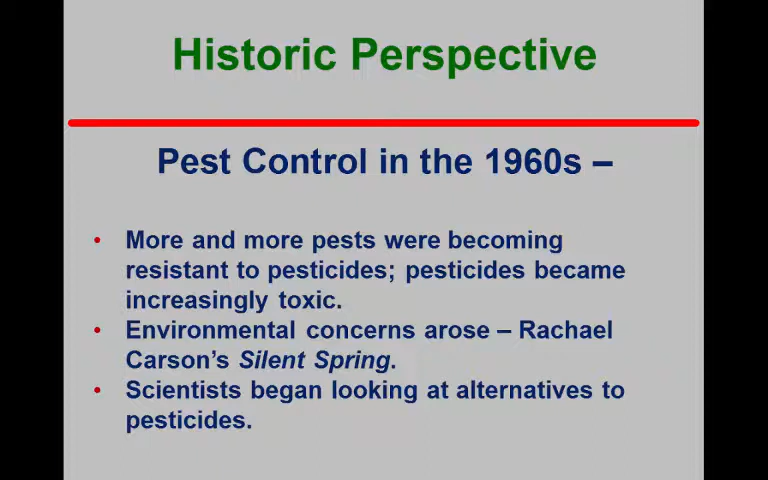 Historic Perspective
Pest Control in the 1960s –
• More and more pests were becoming
resistant to pesticides; pesticides became
increasingly toxic.
• Environmental concerns arose – Rachael
Carson’s Silent Spring.
• Scientists began looking at alternatives to
pesticides.